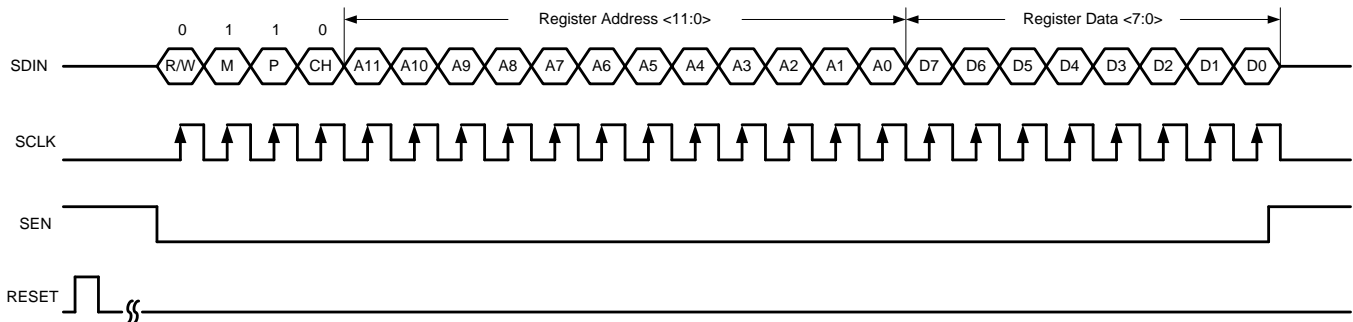 Register Address <11:0> Register Data <7:0>
0 1 1 0
SDIN R/W M P CH A11 A10 A9 A8 A7 A6 A5 A4 A3 A2 A1 A0 D7 D6 D5 D4 D3 D2 D1 D0
SCLK
SEN
RESET